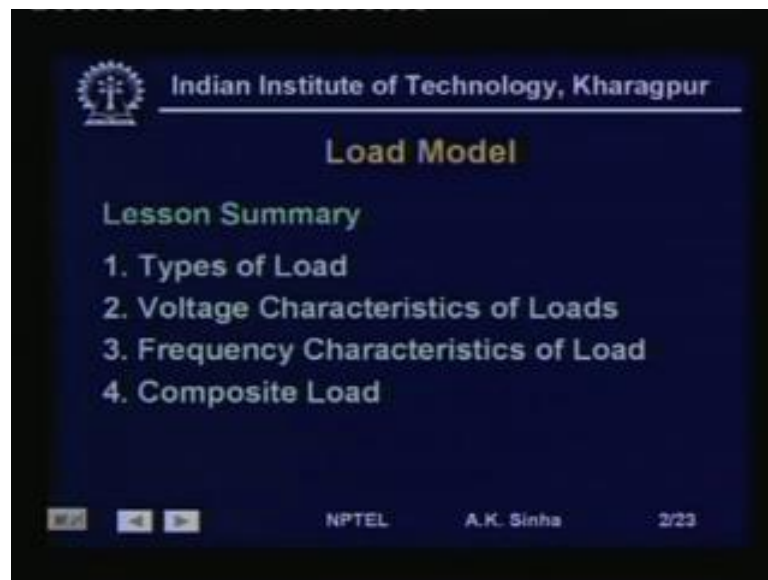 Indian Institute of Technology, Kharagpur
Load Model
Lesson Summary
1. Types of Load
2. Voltage Characteristics of Loads
3. Frequency Characteristics of Load
4. Composite Load
NPTEL A.K. Sinha 2/23